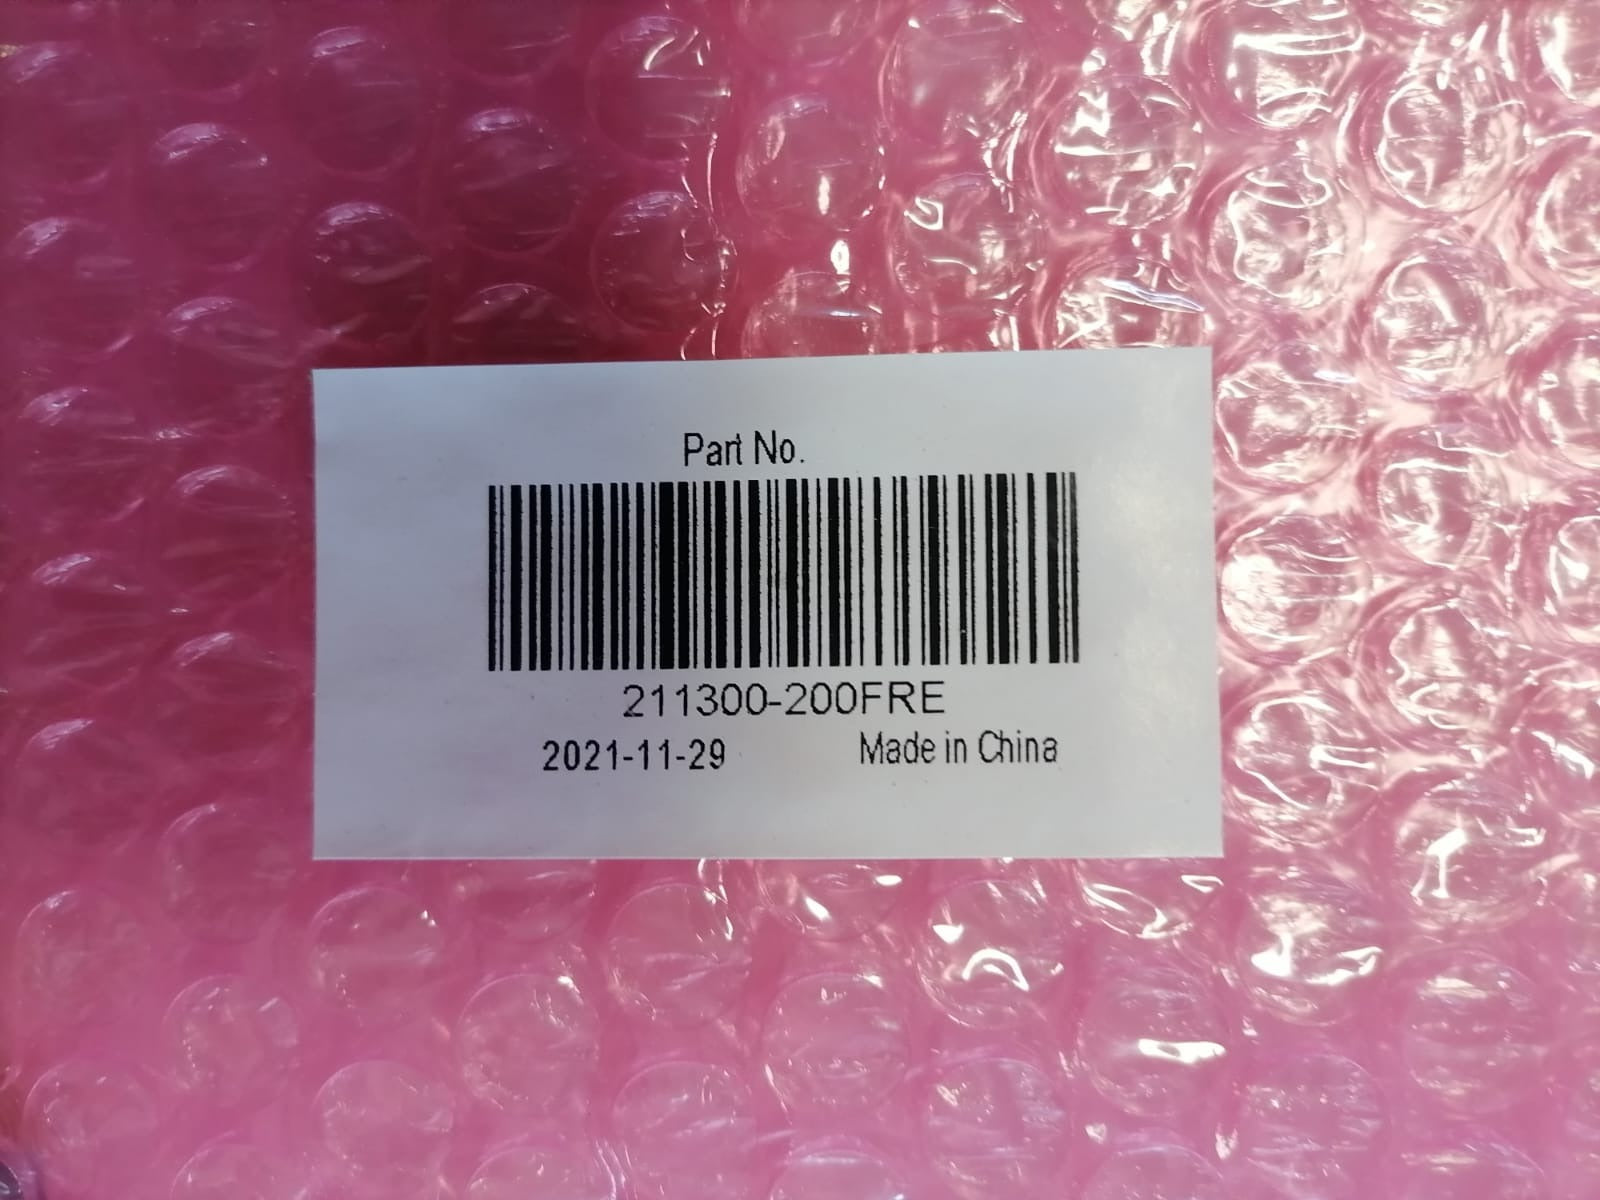 Part No.
211300-200FRE
2021-11-29 Made in China